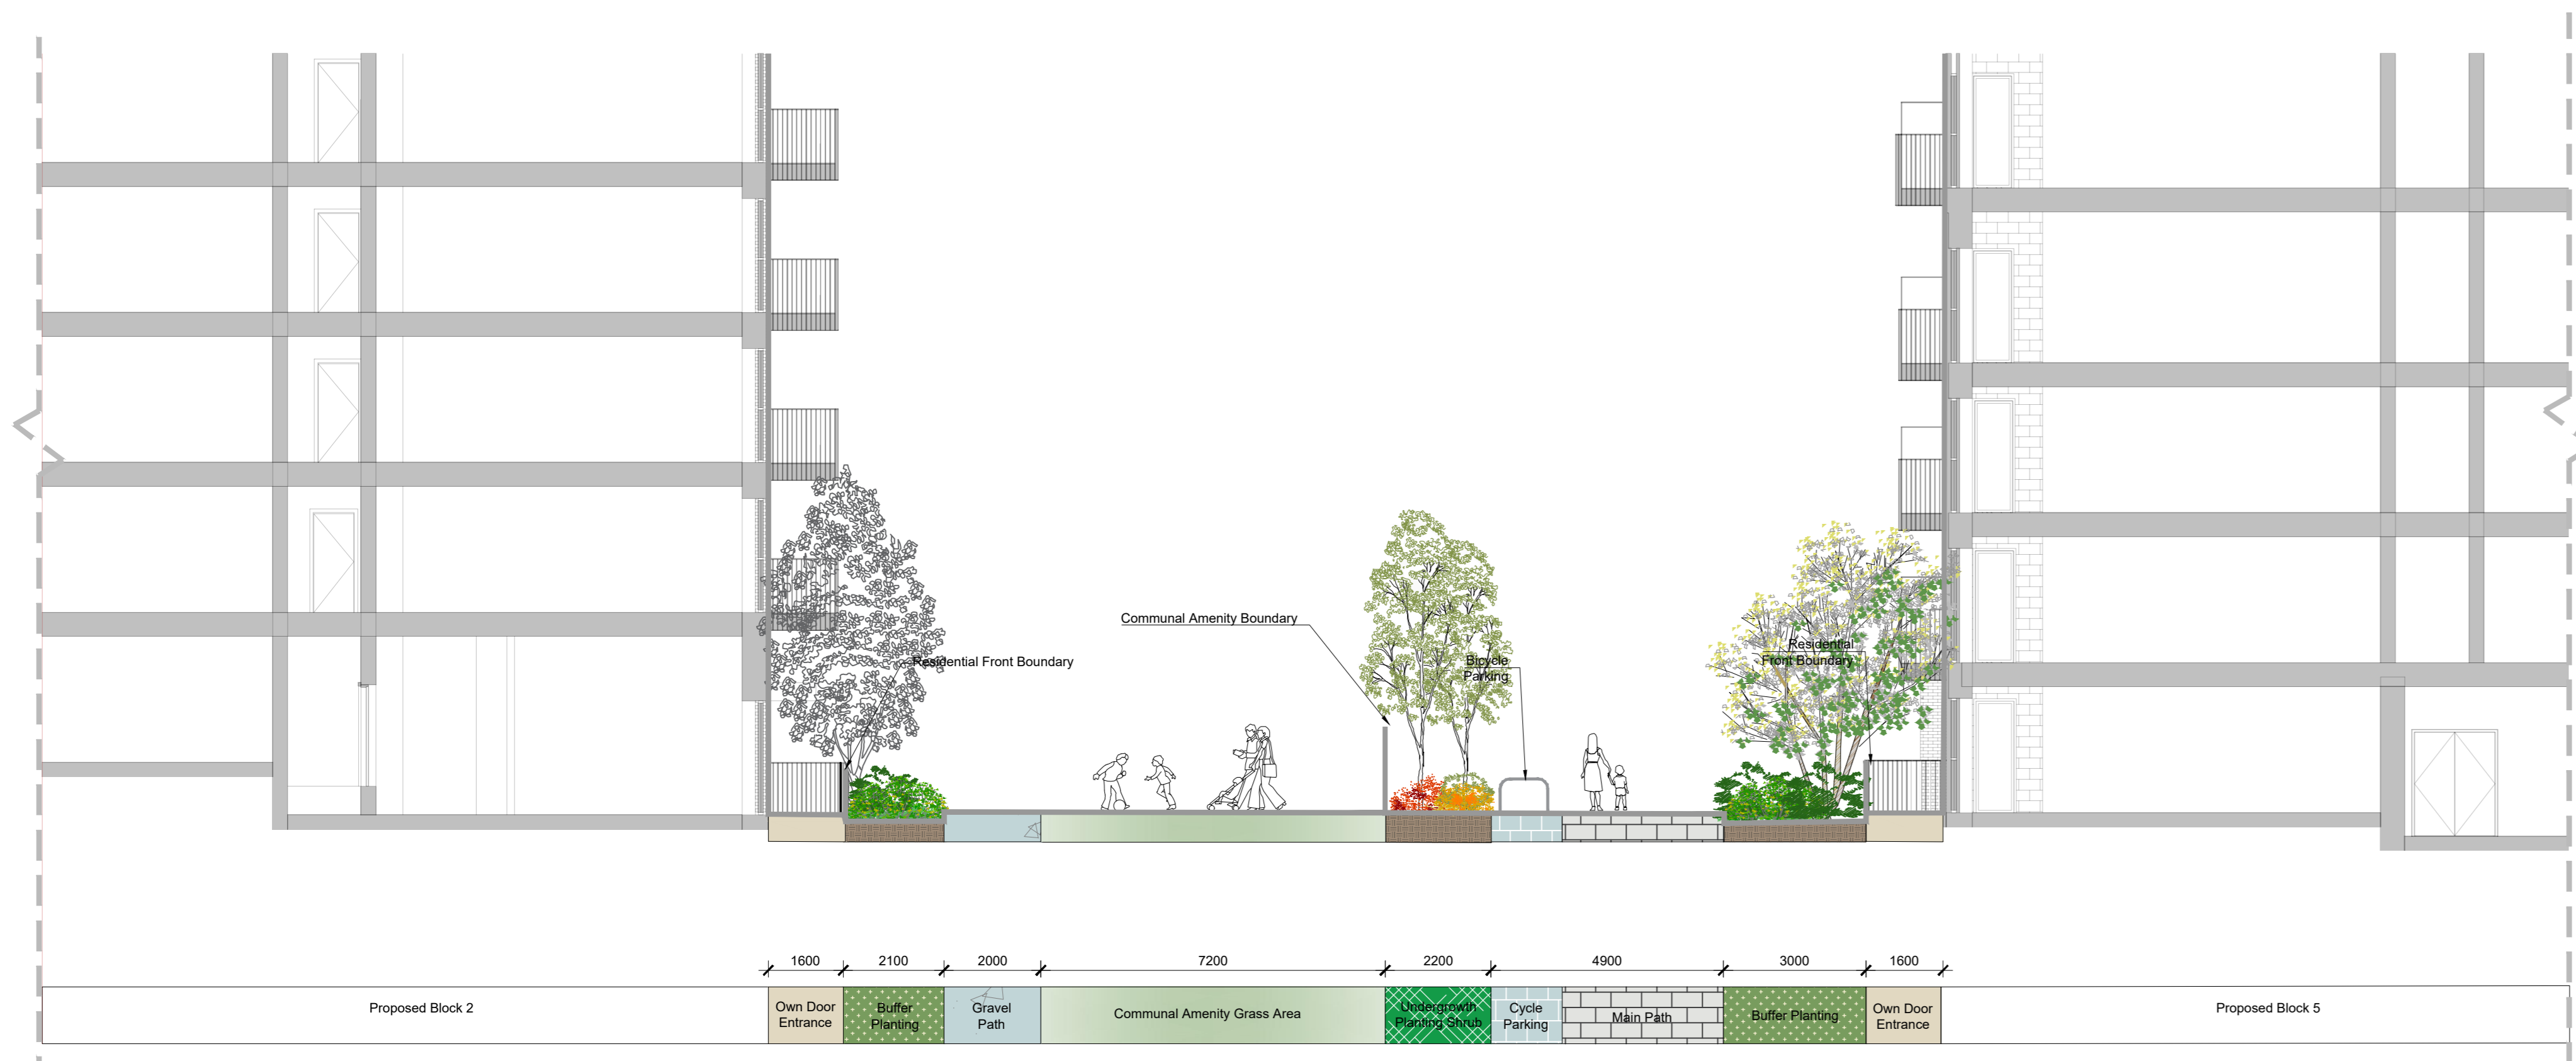 Communal Amenity Boundary
Residential Front Boundary
Bicycle
Parking
Residential
Front Boundary
1600
2100
2000
7200
2200
4900
3000
1600
Proposed Block 2
Own Door
Entrance
Buffer
Planting
Gravel
Path
Communal Amenity Grass Area
Undergrowth
Planting Shrub
Cycle
Parking
Main Path
Buffer Planting
Own Door
Entrance
Proposed Block 5